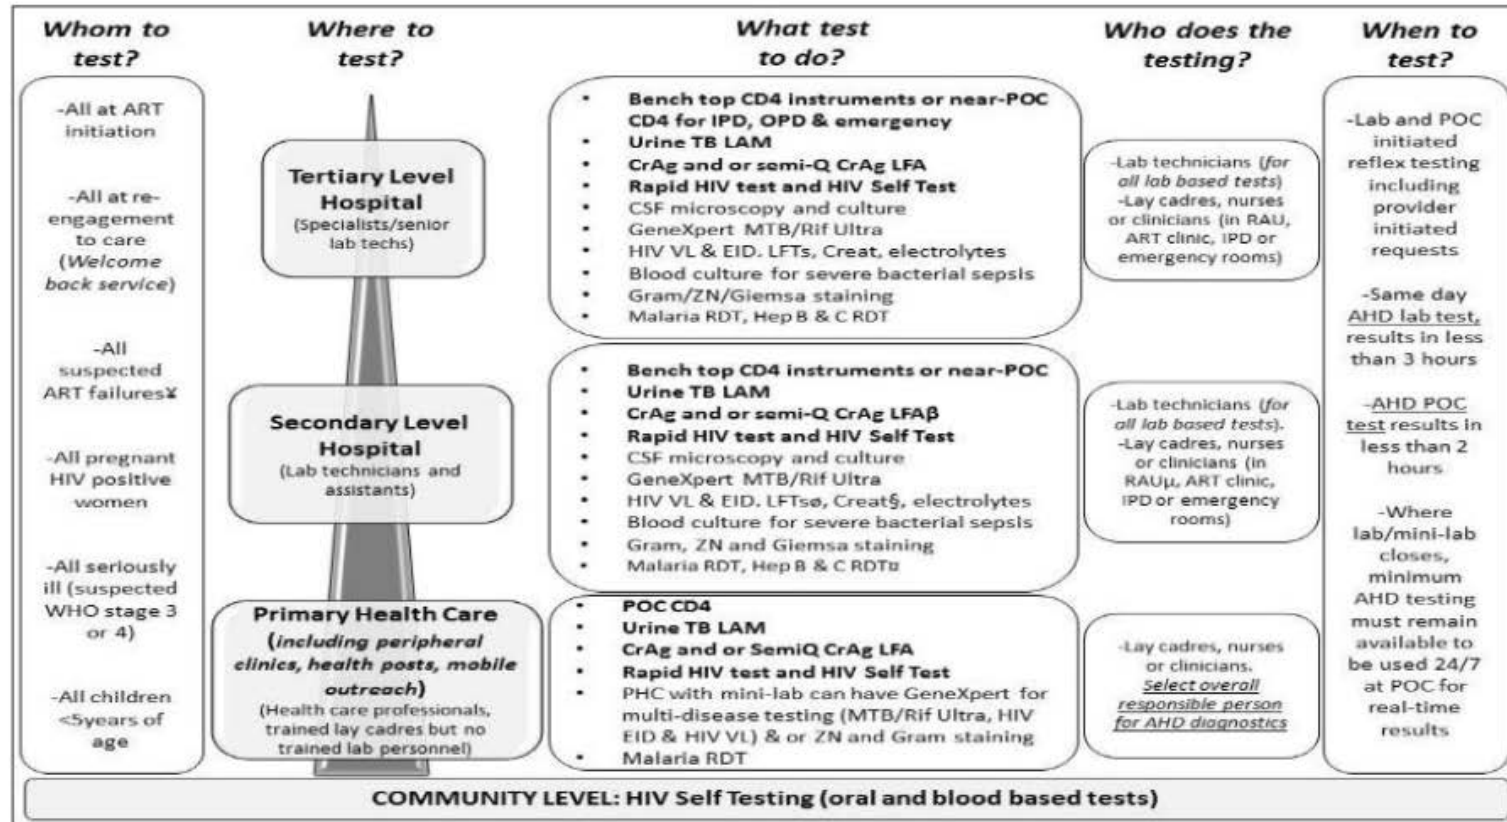 Whom to
test?
-All at ART
initiation
-All at re-
engagement
to care
(Welcome
back service)
-All
suspected
ART failures¥
-All pregnant
HIV positive
women
-All seriously
ill (suspected
WHO stage 3
or 4)
-All children
<5years of
age
Where to
test?
Tertiary Level
Hospital
(Specialists/senior
lab techs)
Secondary Level
Hospital
(Lab technicians and
assistants)
Primary Health Care
(including peripheral
clinics, health posts, mobile
outreach)
(Health care professionals,
trained lay cadres but no
trained lab personnel)
What test
to do?
• Bench top CD4 instruments or near-POC
CD4 for IPD, OPD & emergency
• Urine TB LAM
• CrAg and or semi-Q CrAg LFA
• Rapid HIV test and HIV Self Test
• CSF microscopy and culture
• GeneXpert MTB/Rif Ultra
• HIV VL & EID. LFTs, Creat, electrolytes
• Blood culture for severe bacterial sepsis
• Gram/ZN/Giemsa staining
• Malaria RDT, Hep B & C RDT
• Bench top CD4 instruments or near-POC
• Urine TB LAM
• CrAg and or semi-Q CrAg LFAβ
• Rapid HIV test and HIV Self Test
• CSF microscopy and culture
• GeneXpert MTB/Rif Ultra
• HIV VL & EID. LFTsø, Creat§, electrolytes
• Blood culture for severe bacterial sepsis
• Gram, ZN and Giemsa staining
• Malaria RDT, Hep B & C RDT¤
• POC CD4
• Urine TB LAM
• CrAg and or SemiQ CrAg LFA
• Rapid HIV test and HIV Self Test
• PHC with mini-lab can have GeneXpert for
multi-disease testing (MTB/Rif Ultra, HIV
EID & HIV VL) & or ZN and Gram staining
• Malaria RDT
Who does the
testing?
-Lab technicians (for
all lab based tests)
-Lay cadres, nurses
or clinicians (in RAU,
ART clinic, IPD or
emergency rooms)
-Lab technicians (for
all lab based tests).
-Lay cadres, nurses
or clinicians (in
RAUµ, ART clinic,
IPD or emergency
rooms)
-Lay cadres, nurses
or clinicians.
Select overall
responsible person
for AHD diagnostics
When to
test?
-Lab and POC
initiated
reflex testing
including
provider
initiated
requests
-Same day
AHD lab test,
results in less
than 3 hours
-AHD POC
test results in
less than 2
hours
-Where
lab/mini-lab
closes,
minimum
AHD testing
must remain
available to
be used 24/7
at POC for
real-time
results
COMMUNITY LEVEL: HIV Self Testing (oral and blood based tests)